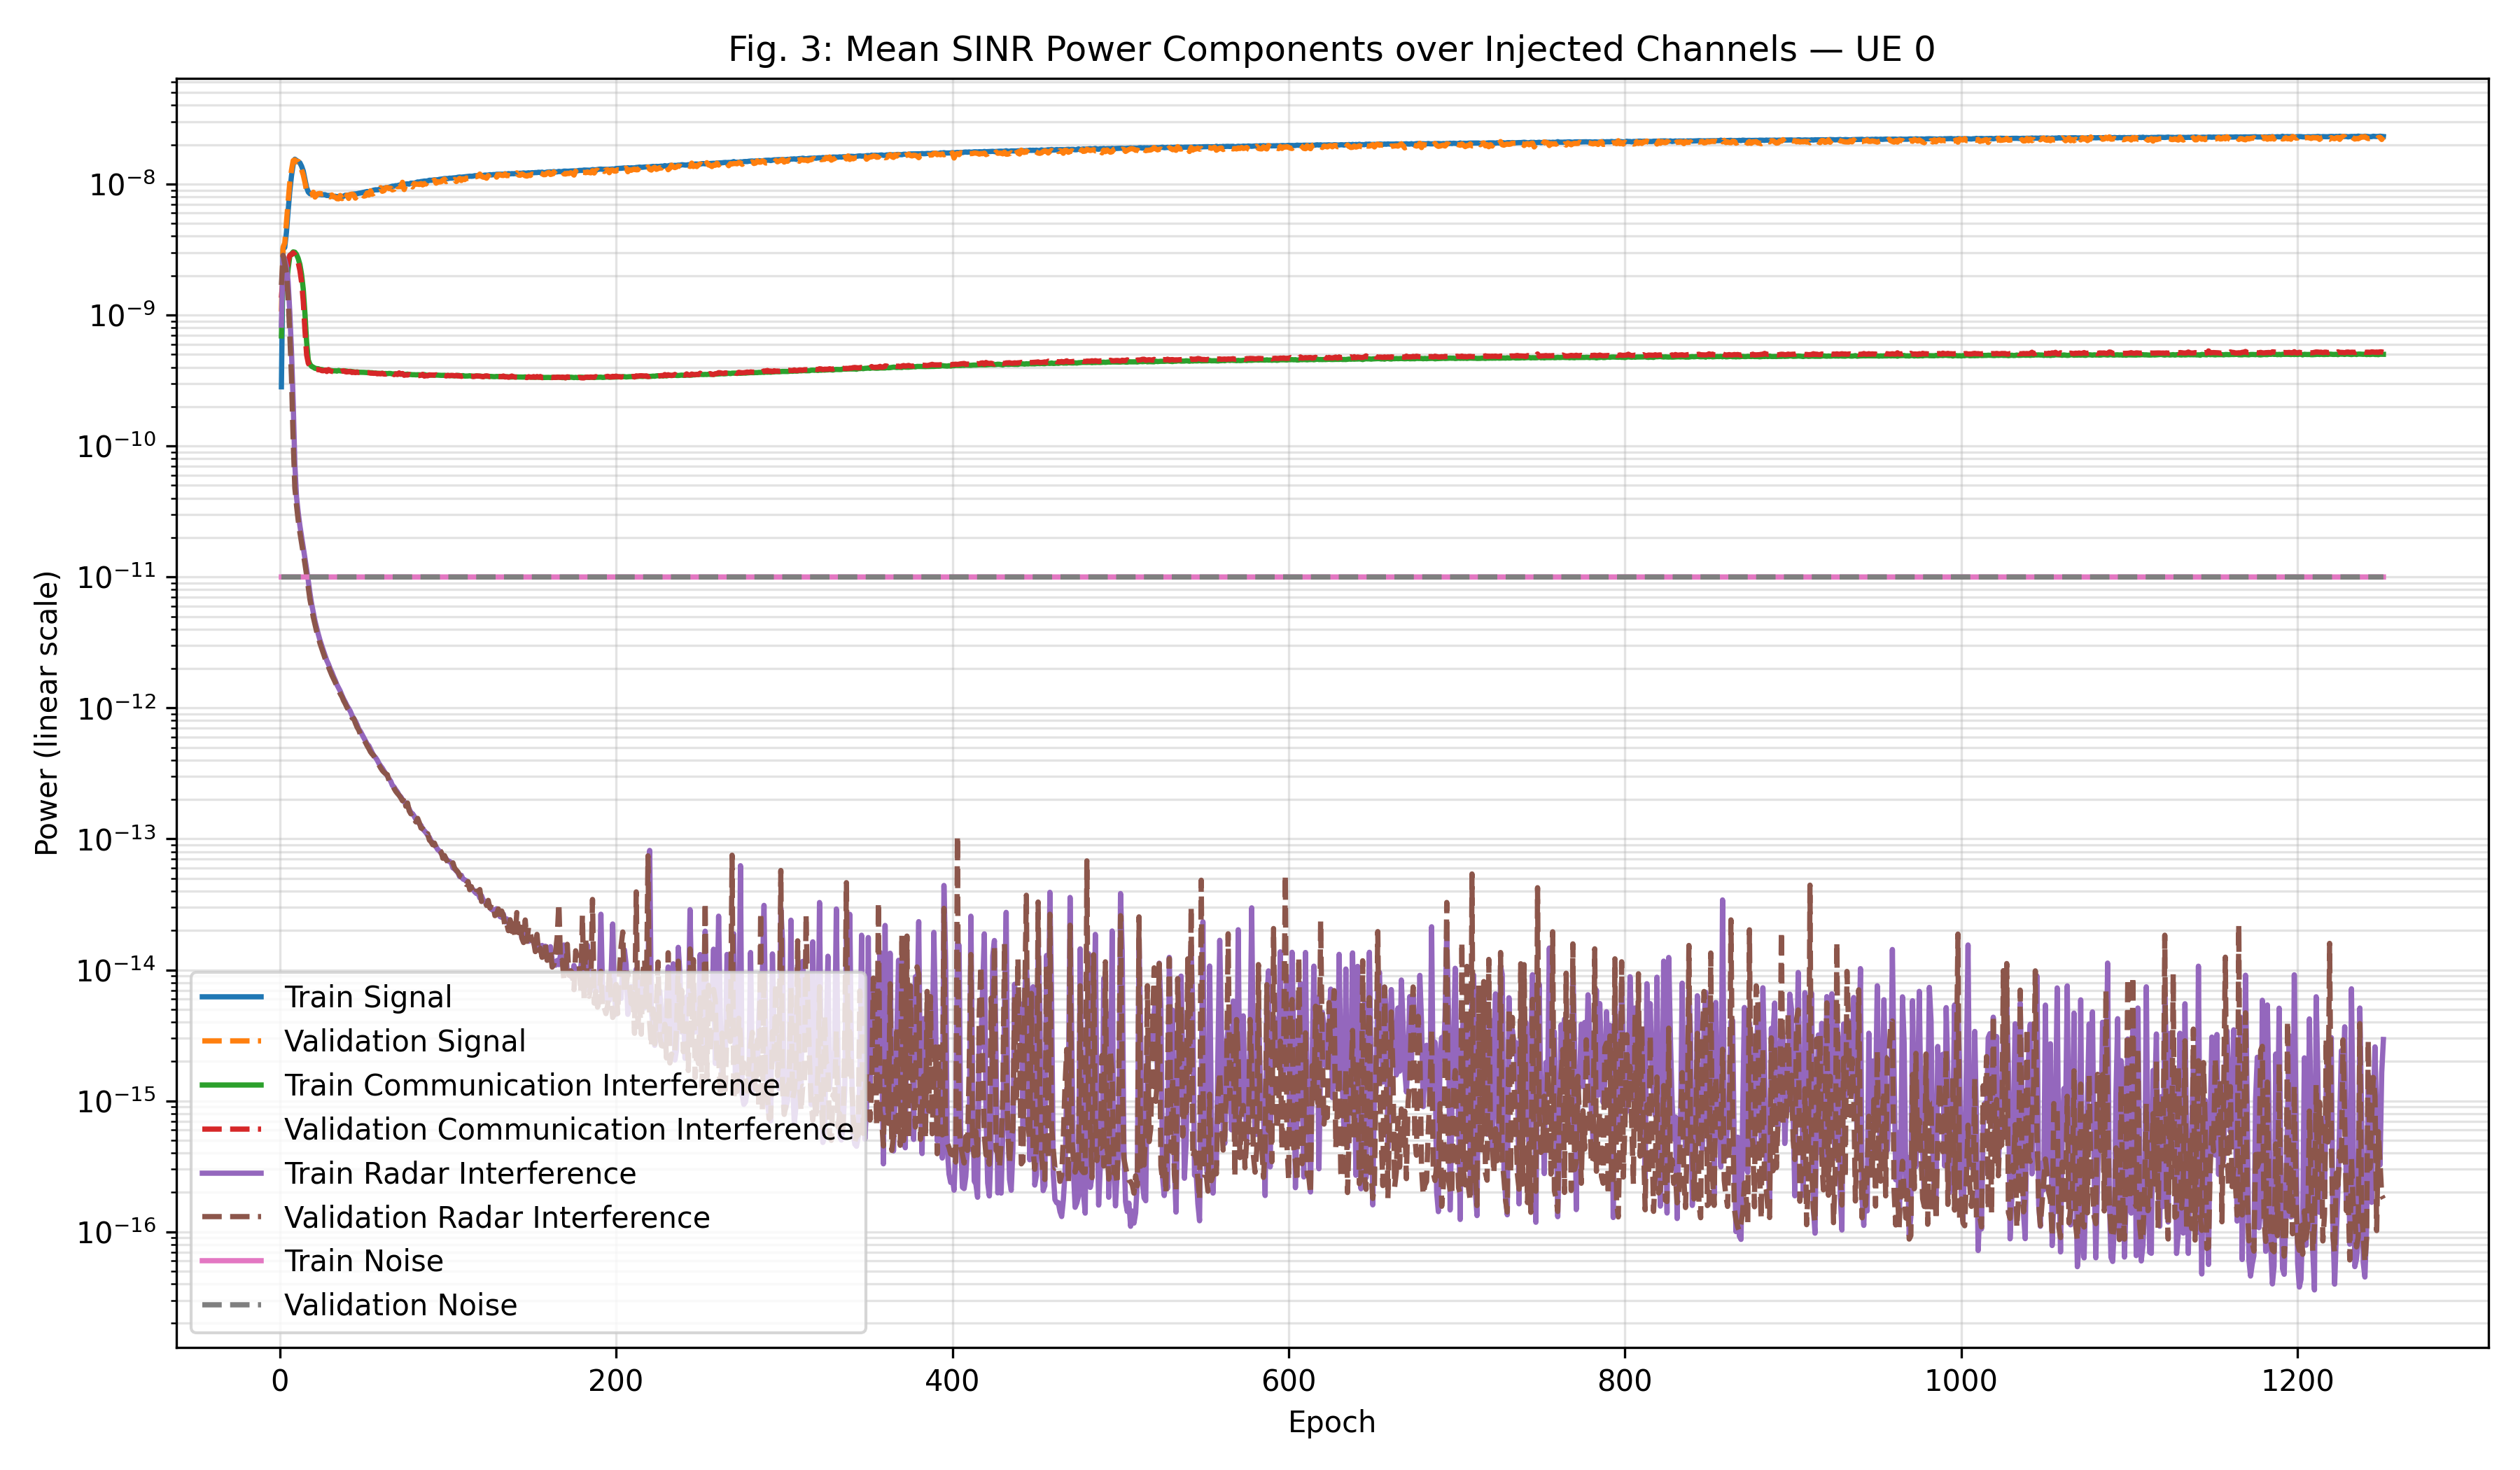 Fig. 3: Mean SINR Power Components over Injected Channels — UE 0
Power (linear scale)
10⁻⁸
10⁻⁹
10⁻¹⁰
10⁻¹¹
10⁻¹²
10⁻¹³
10⁻¹⁴
10⁻¹⁵
10⁻¹⁶
Train Signal
Validation Signal
Train Communication Interference
Validation Communication Interference
Train Radar Interference
Validation Radar Interference
Train Noise
Validation Noise
0 200 400 600 800 1000 1200
Epoch